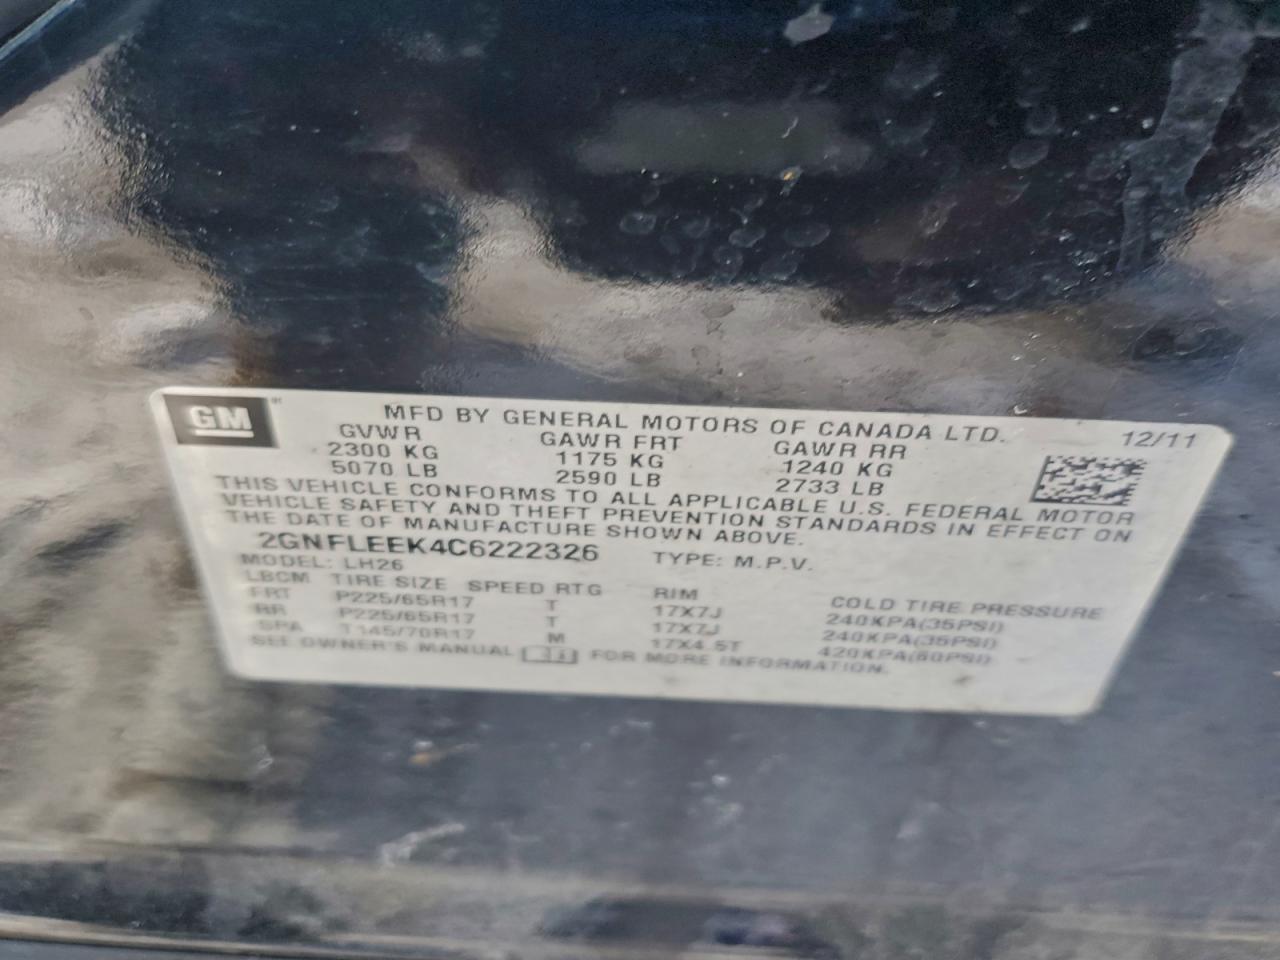 GM
MFD BY GENERAL MOTORS OF CANADA LTD. 12/11
GVWR GAWR FRT GAWR RR
2300 KG 1175 KG 1240 KG
5070 LB 2590 LB 2733 LB
THIS VEHICLE CONFORMS TO ALL APPLICABLE U.S. FEDERAL MOTOR
VEHICLE SAFETY AND THEFT PREVENTION STANDARDS IN EFFECT ON
THE DATE OF MANUFACTURE SHOWN ABOVE.
2GNFLEEK4C6222326 TYPE: M.P.V.
MODEL: LH26
LBCM TIRE SIZE SPEED RTG RIM COLD TIRE PRESSURE
FRT P225/65R17 T 17X7J 240KPA(35PSI)
RR P225/65R17 T 17X7J 240KPA(35PSI)
SPA T145/70R17 M 17X4.5T 420KPA(60PSI)
SEE OWNER'S MANUAL FOR MORE INFORMATION.